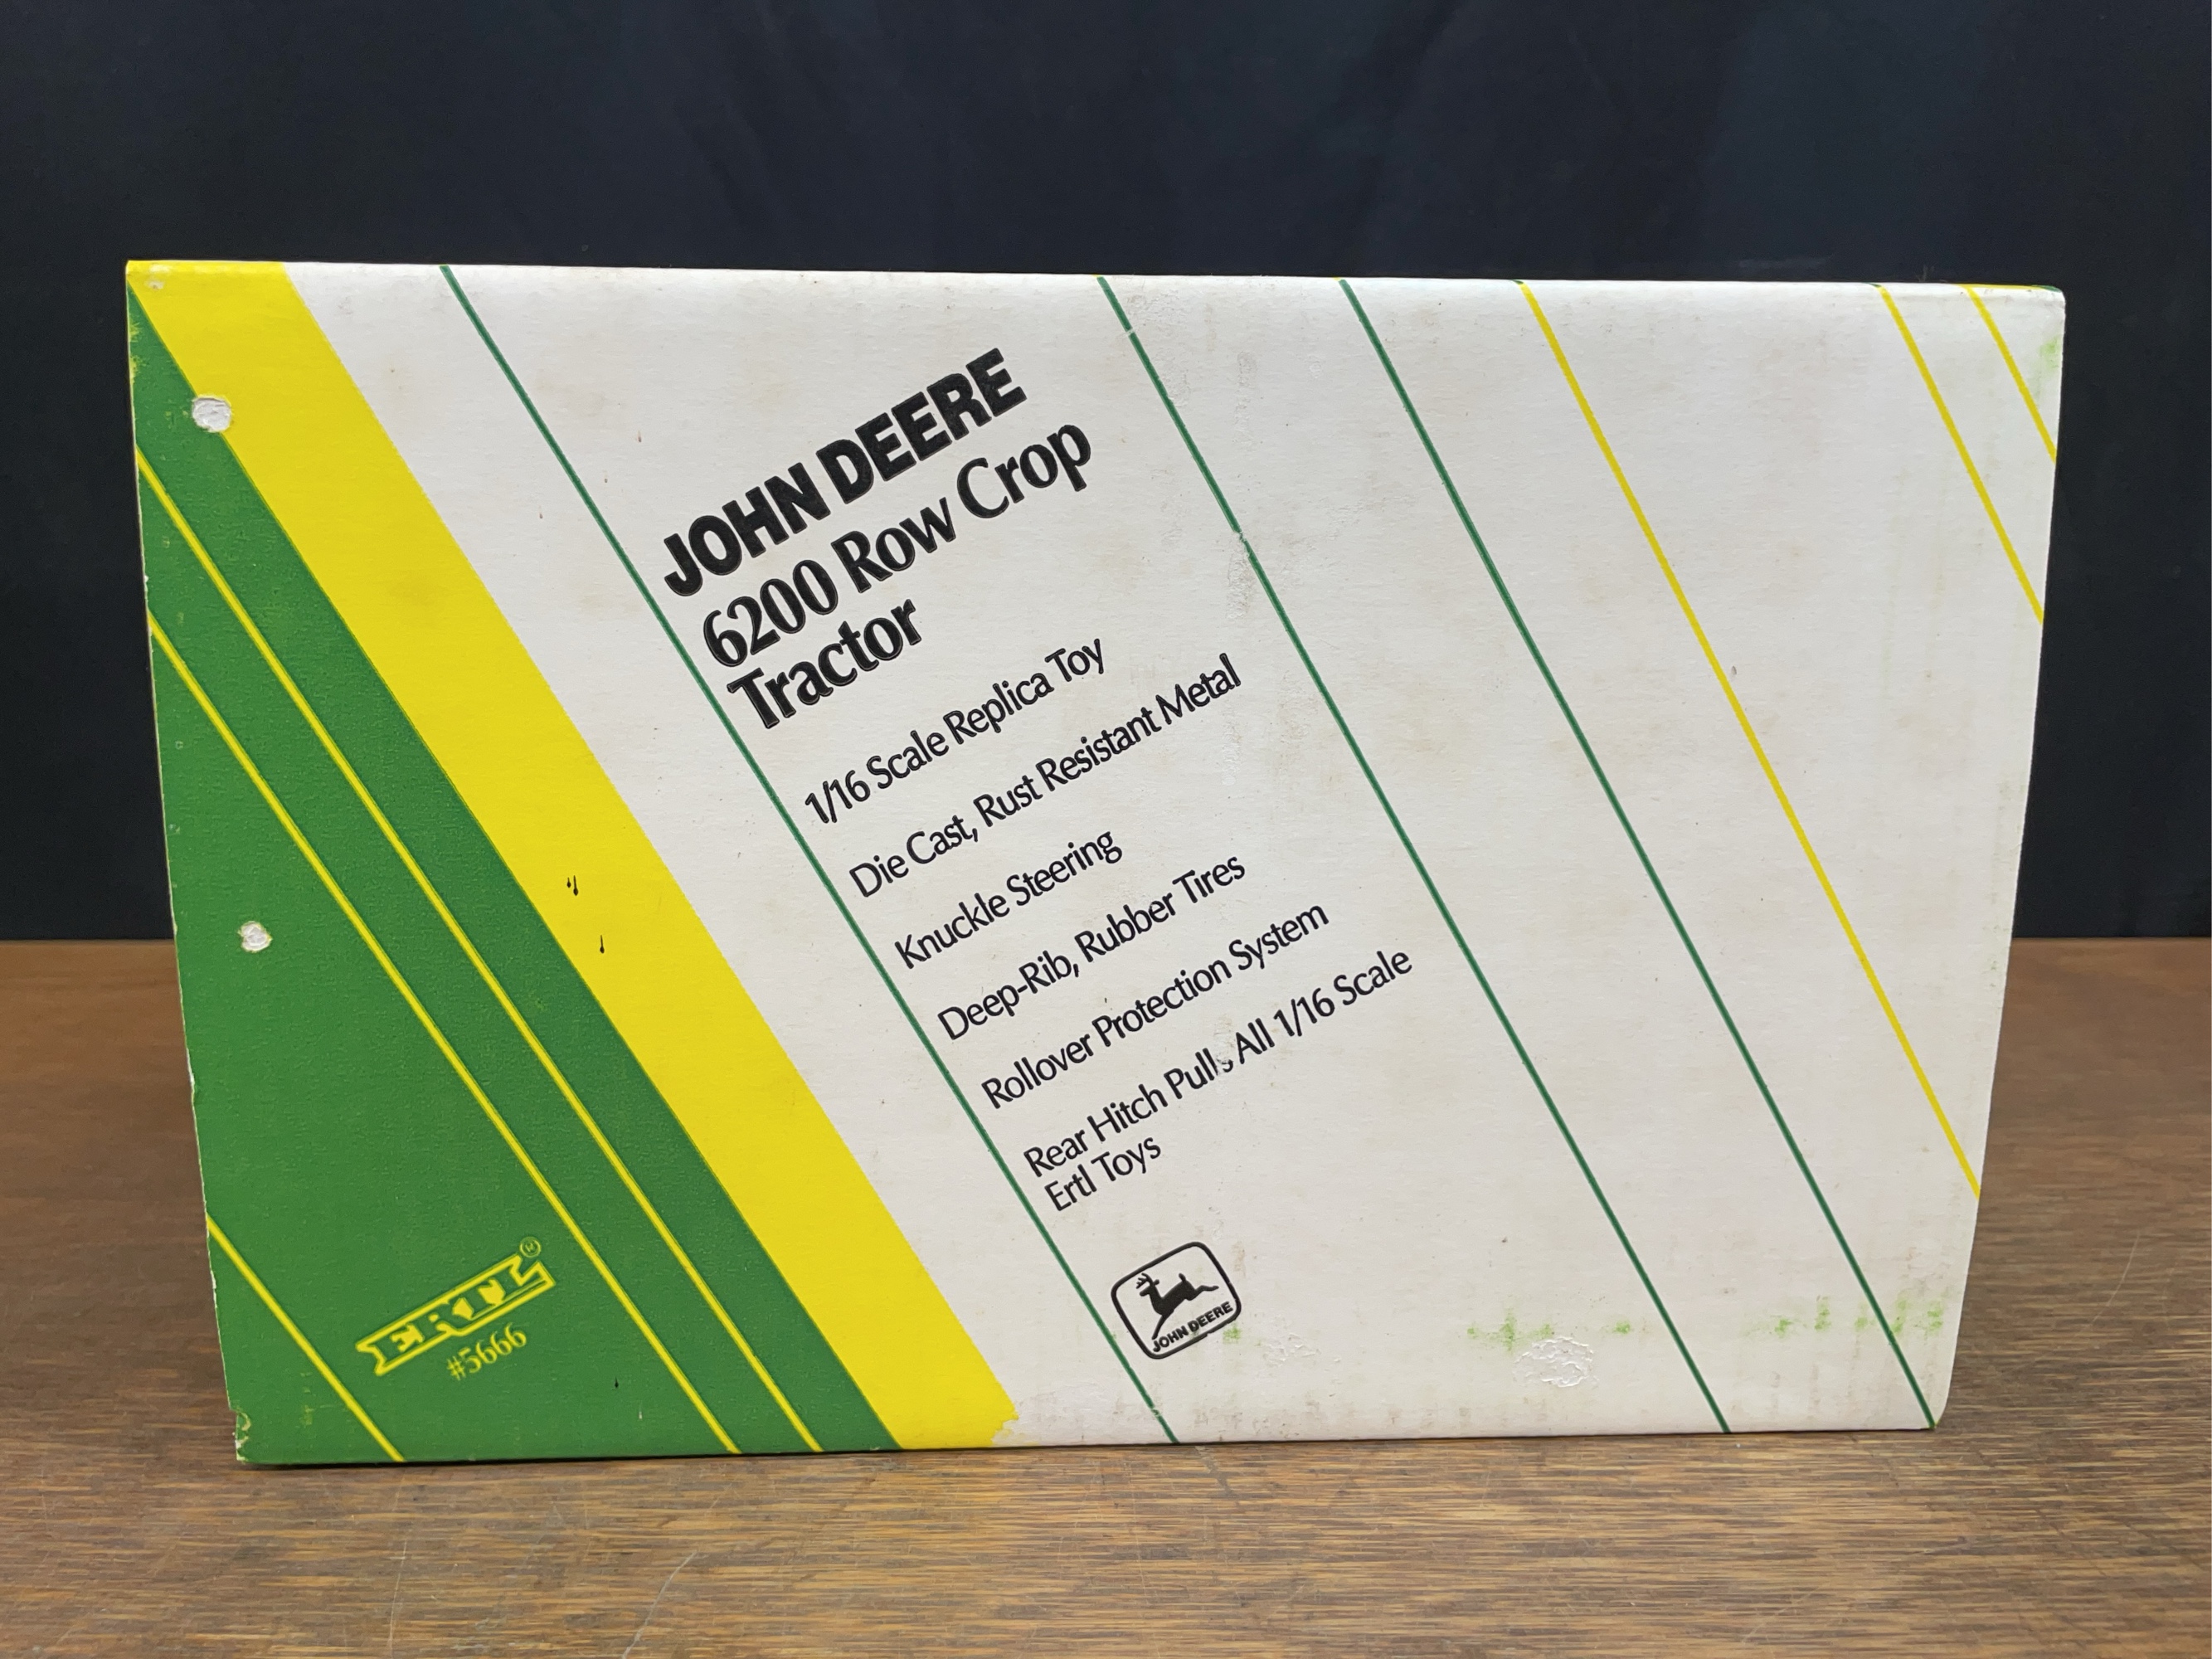 JOHN DEERE
6200 Row Crop
Tractor
1/16 Scale Replica Toy
Die Cast, Rust Resistant Metal
Knuckle Steering
Deep-Rib, Rubber Tires
Rollover Protection System
Rear Hitch Pulls All 1/16 Scale
Ertl Toys
JOHN DEERE
ERTL®
#5666